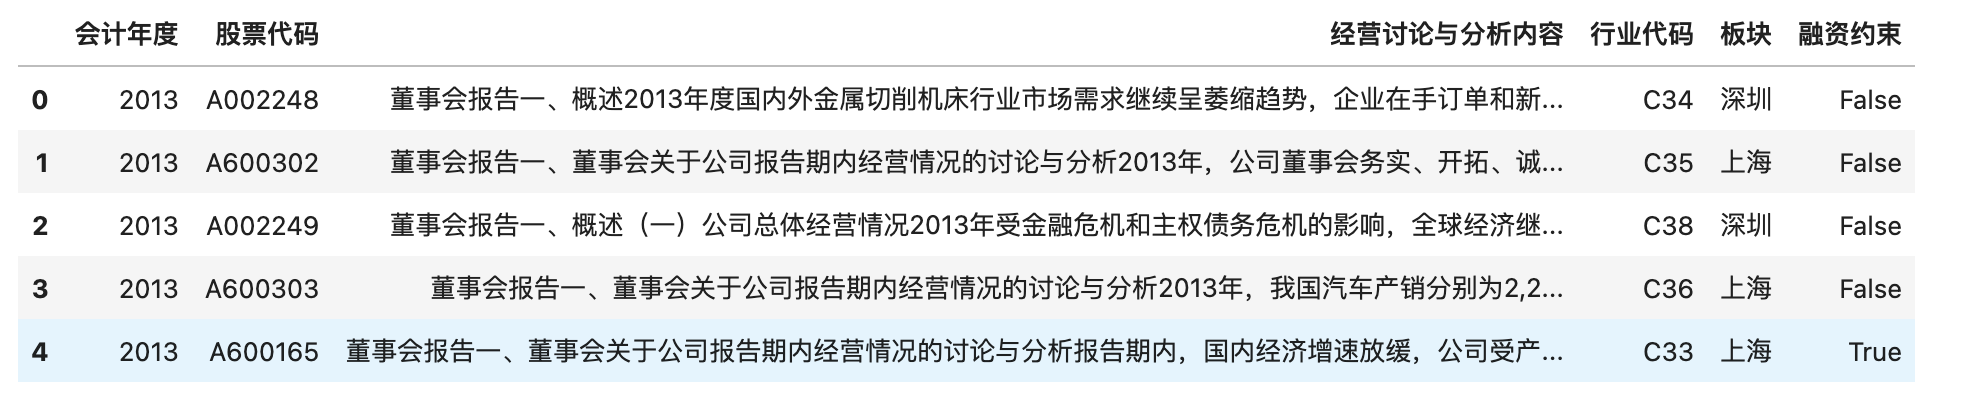 会计年度 股票代码 经营讨论与分析内容 行业代码 板块 融资约束
0 2013 A002248 董事会报告一、概述2013年度国内外金属切削机床行业市场需求继续呈萎缩趋势，企业在手订单和新... C34 深圳 False
1 2013 A600302 董事会报告一、董事会关于公司报告期内经营情况的讨论与分析2013年，公司董事会务实、开拓、诚... C35 上海 False
2 2013 A002249 董事会报告一、概述（一）公司总体经营情况2013年受金融危机和主权债务危机的影响，全球经济继... C38 深圳 False
3 2013 A600303 董事会报告一、董事会关于公司报告期内经营情况的讨论与分析2013年，我国汽车产销分别为2,2... C36 上海 False
4 2013 A600165 董事会报告一、董事会关于公司报告期内经营情况的讨论与分析报告期内，国内经济增速放缓，公司受产... C33 上海 True